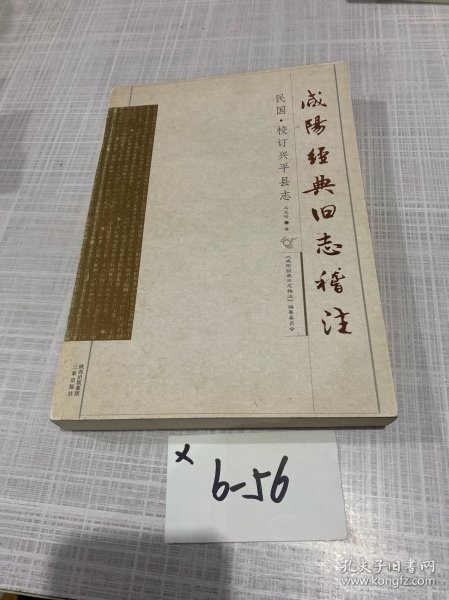 咸陽經典旧志稽注
民国·校订兴平县志
《咸阳经典旧志稽注》编纂委员会
陕西出版集团
三秦出版社
x
6-56
孔夫子旧书网
www.kongfz.com